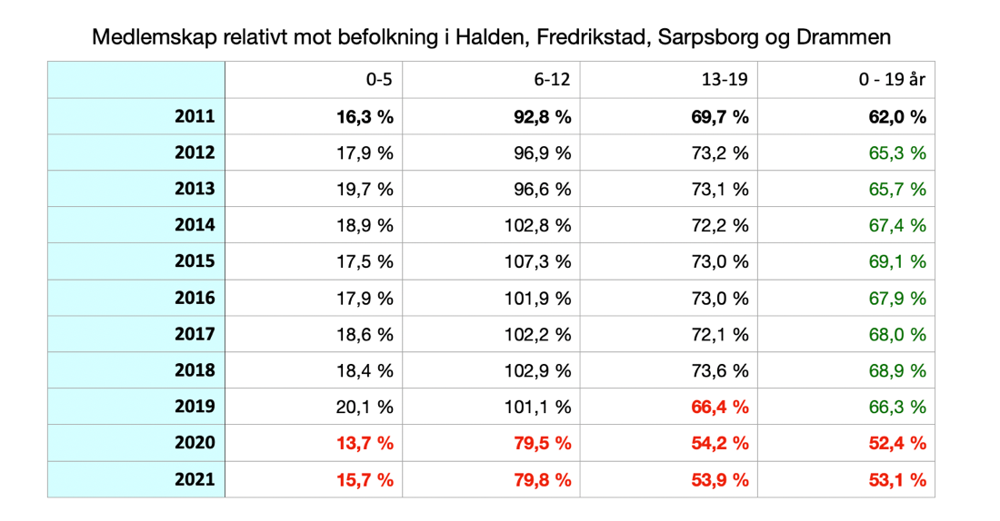 Medlemskap relativt mot befolkning i Halden, Fredrikstad, Sarpsborg og Drammen
0-5 6-12 13-19 0 - 19 år
2011 16,3 % 92,8 % 69,7 % 62,0 %
2012 17,9 % 96,9 % 73,2 % 65,3 %
2013 19,7 % 96,6 % 73,1 % 65,7 %
2014 18,9 % 102,8 % 72,2 % 67,4 %
2015 17,5 % 107,3 % 73,0 % 69,1 %
2016 17,9 % 101,9 % 73,0 % 67,9 %
2017 18,6 % 102,2 % 72,1 % 68,0 %
2018 18,4 % 102,9 % 73,6 % 68,9 %
2019 20,1 % 101,1 % 66,4 % 66,3 %
2020 13,7 % 79,5 % 54,2 % 52,4 %
2021 15,7 % 79,8 % 53,9 % 53,1 %